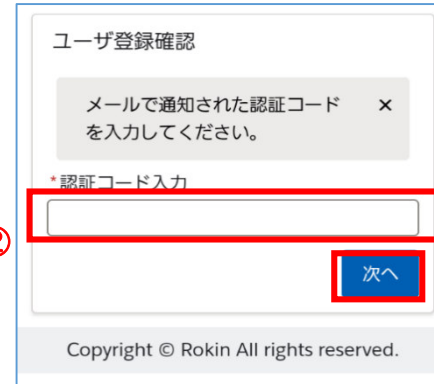 ユーザ登録確認
メールで通知された認証コード ×
を入力してください。
*認証コード入力
②
次へ
Copyright © Rokin All rights reserved.